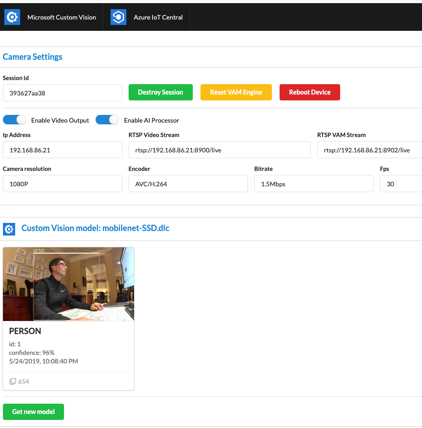 Microsoft Custom Vision Azure IoT Central
Camera Settings
Session Id
393627aa38 Destroy Session Reset VAM Engine Reboot Device
Enable Video Output Enable AI Processor
Ip Address RTSP Video Stream RTSP VAM Stream
192.168.86.21 rtsp://192.168.86.21:8900/live rtsp://192.168.86.21:8902/live
Camera resolution Encoder Bitrate Fps
1080P AVC/H.264 1.5Mbps 30
Custom Vision model: mobilenet-SSD.dlc
PERSON
id: 1
confidence: 96%
5/24/2019, 10:08:40 PM
654
Get new model